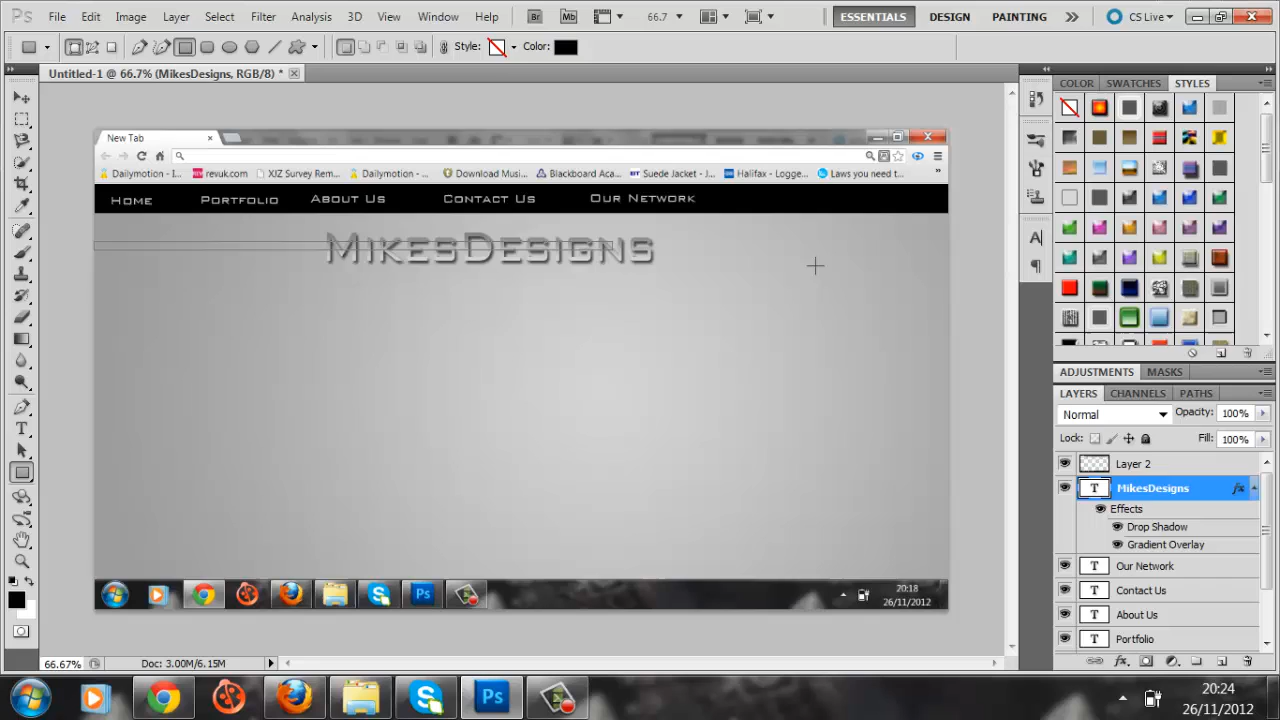 Ps File Edit Image Layer Select Filter Analysis 3D View Window Help Br Mb 66.7 ESSENTIALS DESIGN PAINTING CS Live
Style: Color:
Untitled-1 @ 66.7% (MikesDesigns, RGB/8) *
COLOR SWATCHES STYLES
New Tab
Dailymotion - I... revuk.com XIZ Survey Rem... Dailymotion - ... Download Musi... Blackboard Aca... Suede Jacket - J... Halifax - Logge... Laws you need t...
Home Portfolio About Us Contact Us Our Network
MikesDesigns
ADJUSTMENTS MASKS
LAYERS CHANNELS PATHS
Normal Opacity: 100%
Lock: Fill: 100%
Layer 2
T MikesDesigns fx
Effects
Drop Shadow
Gradient Overlay
T Our Network
T Contact Us
T About Us
T Portfolio
Ps 20:18
26/11/2012
66.67% Doc: 3.00M/6.15M
Ps 20:24
26/11/2012